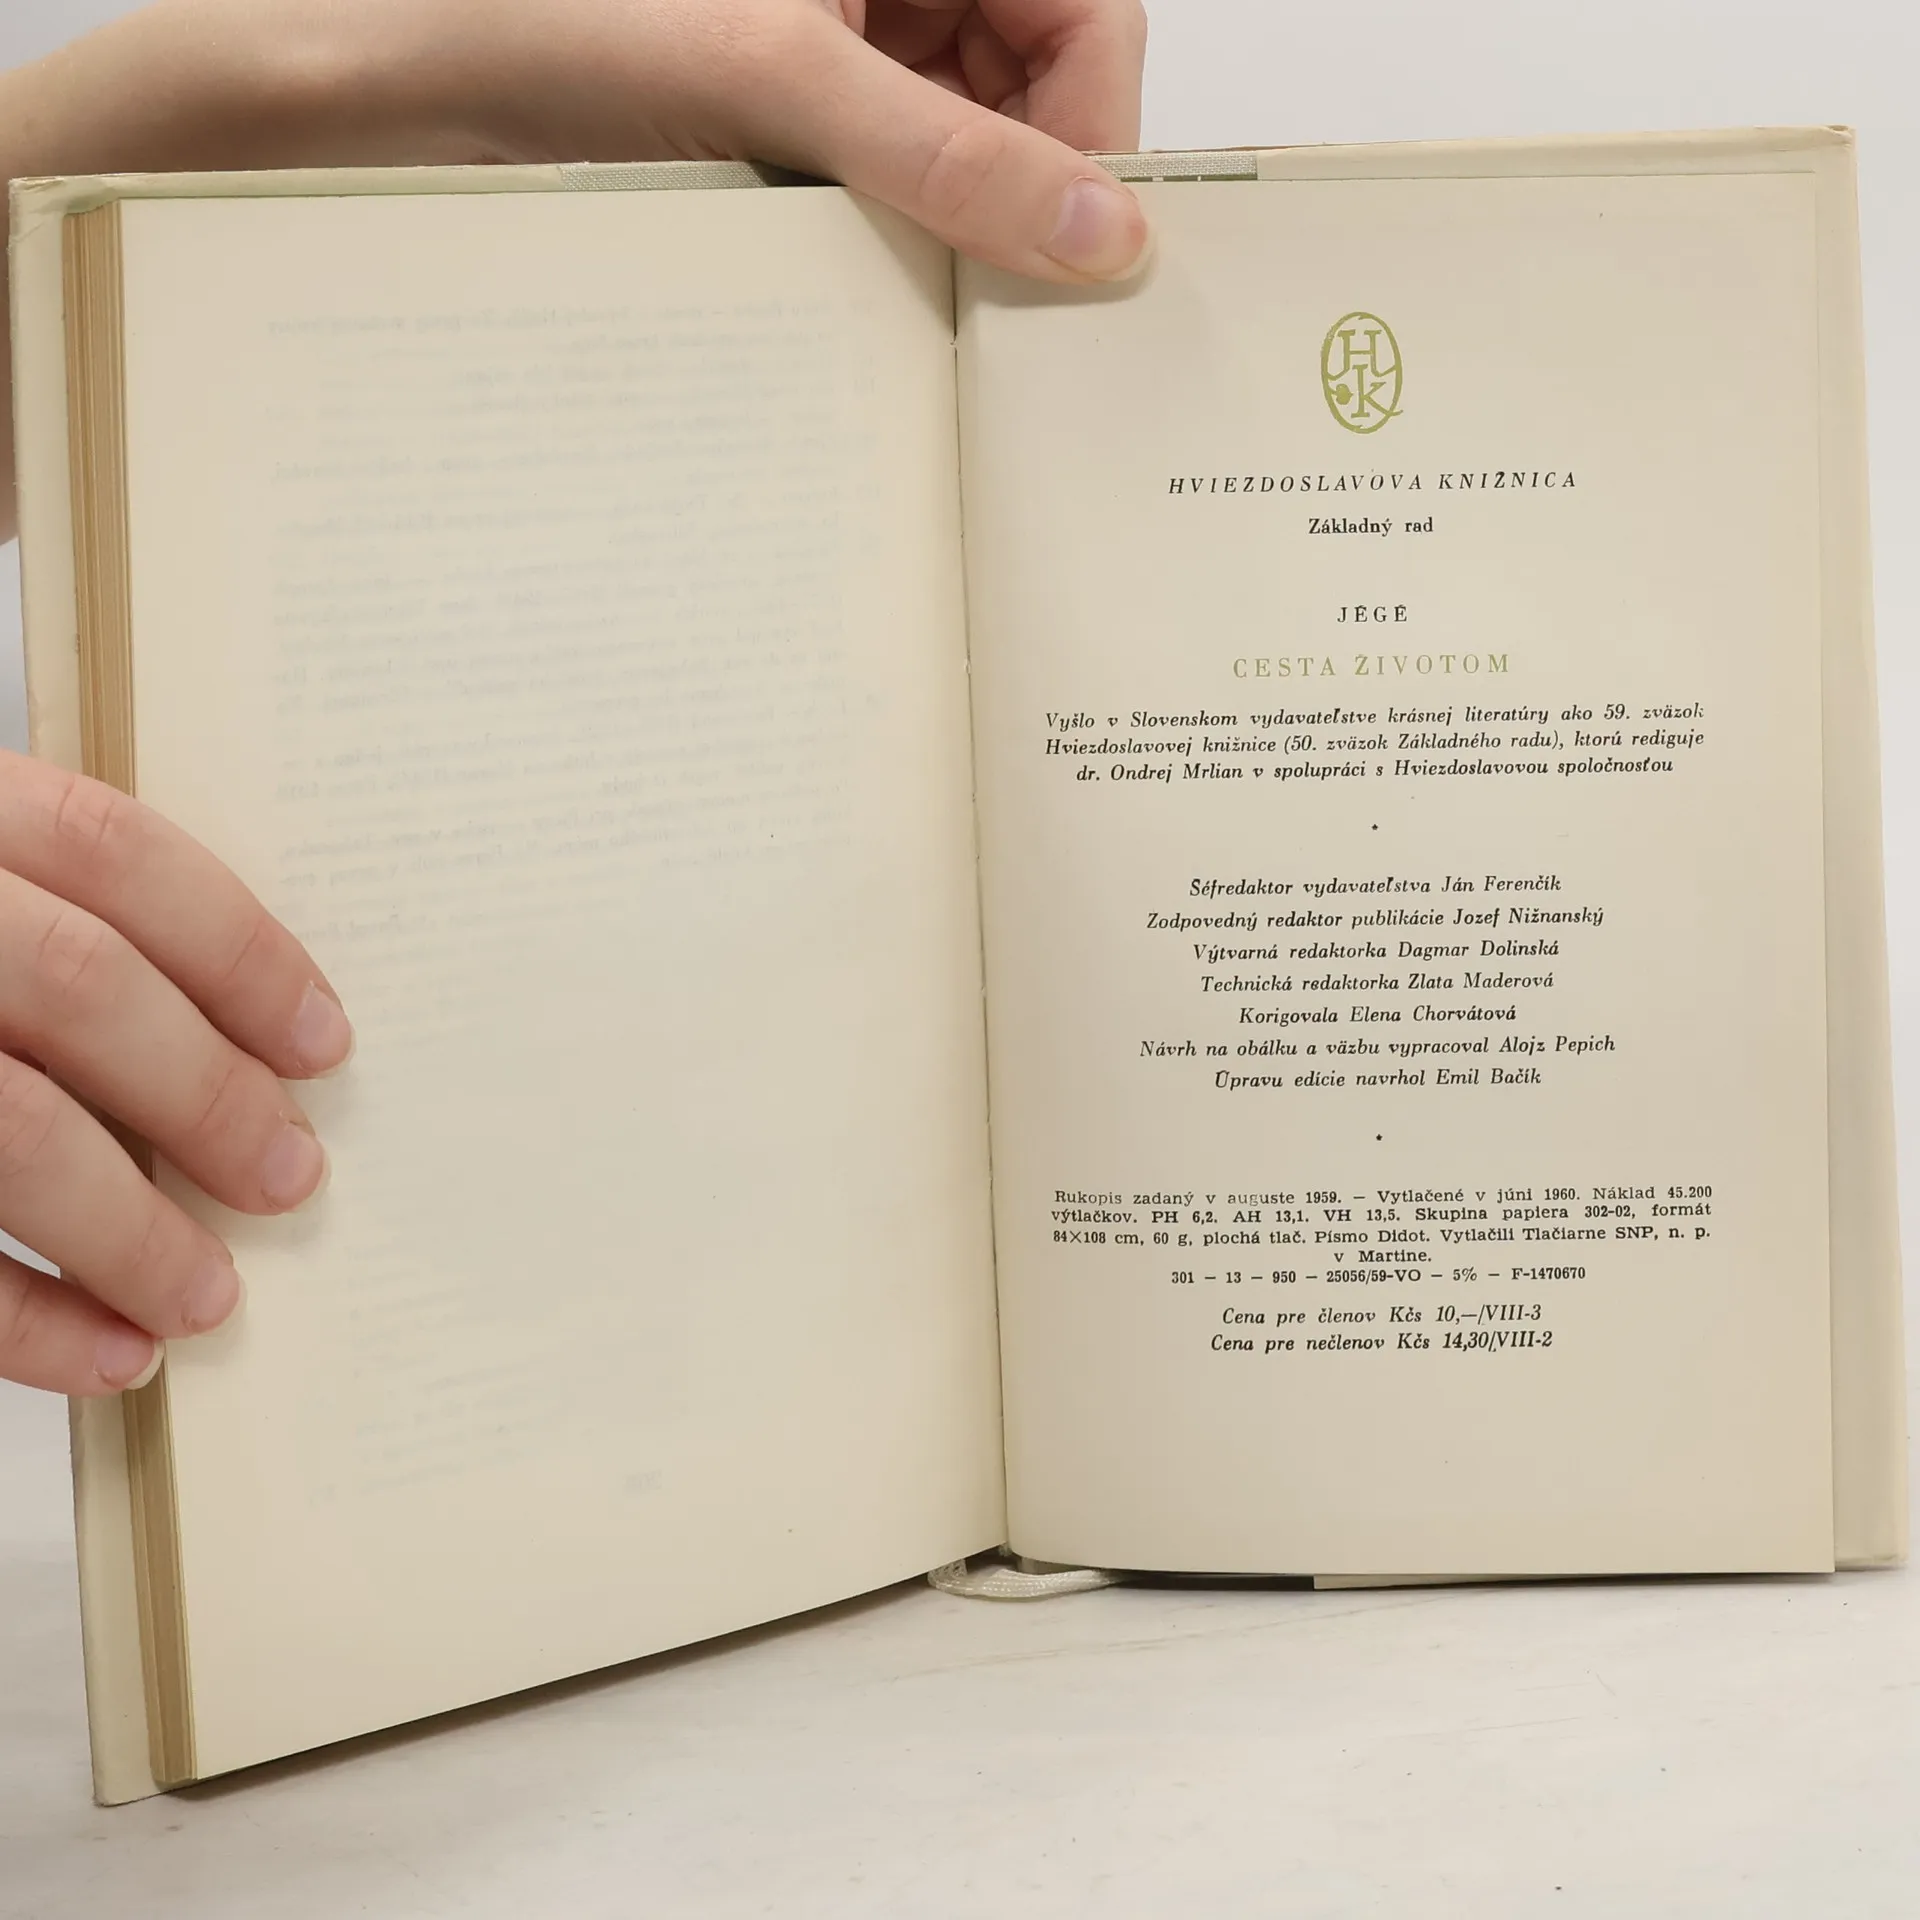 HK
HVIEZDOSLAVOVA KNIŽNICA
Základný rad
JÉGÉ
CESTA ŽIVOTOM
Vyšlo v Slovenskom vydavateľstve krásnej literatúry ako 59. zväzok
Hviezdoslavovej knižnice (50. zväzok Základného radu), ktorú rediguje
dr. Ondrej Mrlian v spolupráci s Hviezdoslavovou spoločnosťou
Šéfredaktor vydavateľstva Ján Ferenčík
Zodpovedný redaktor publikácie Jozef Nižnanský
Výtvarná redaktorka Dagmar Dolinská
Technická redaktorka Zlata Maderová
Korigovala Elena Chorvátová
Návrh na obálku a väzbu vypracoval Alojz Pepich
Úpravu edície navrhol Emil Bačík
Rukopis zadaný v auguste 1959. — Vytlačené v júni 1960. Náklad 45.200
výtlačkov. PH 6,2. AH 13,1. VH 13,5. Skupina papiera 302-02, formát
84×108 cm, 60 g, plochá tlač. Písmo Didot. Vytlačili Tlačiarne SNP, n. p.
v Martine.
301 — 13 — 950 — 25056/59-VO — 5% — F-1470670
Cena pre členov Kčs 10,—/VIII-3
Cena pre nečlenov Kčs 14,30/VIII-2